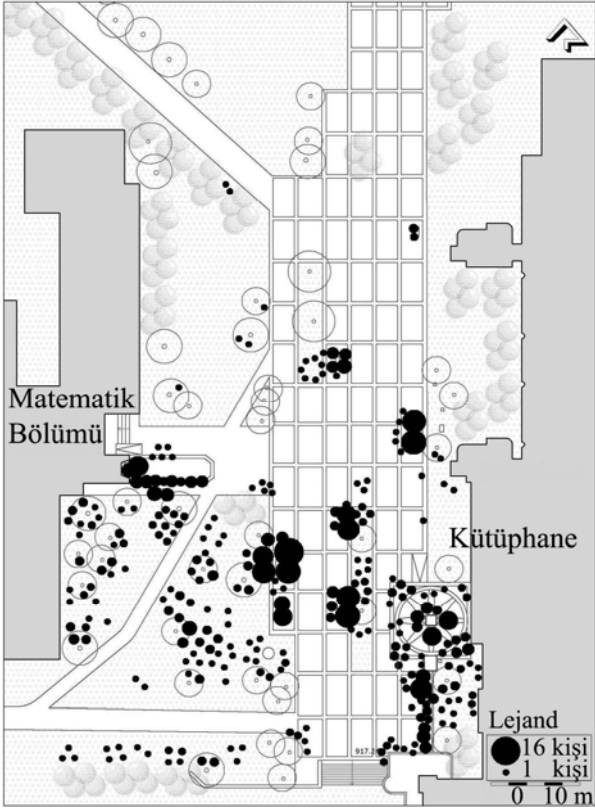 Matematik
Bölümü
Kütüphane
Lejand
16 kişi
1 kişi
0 10 m